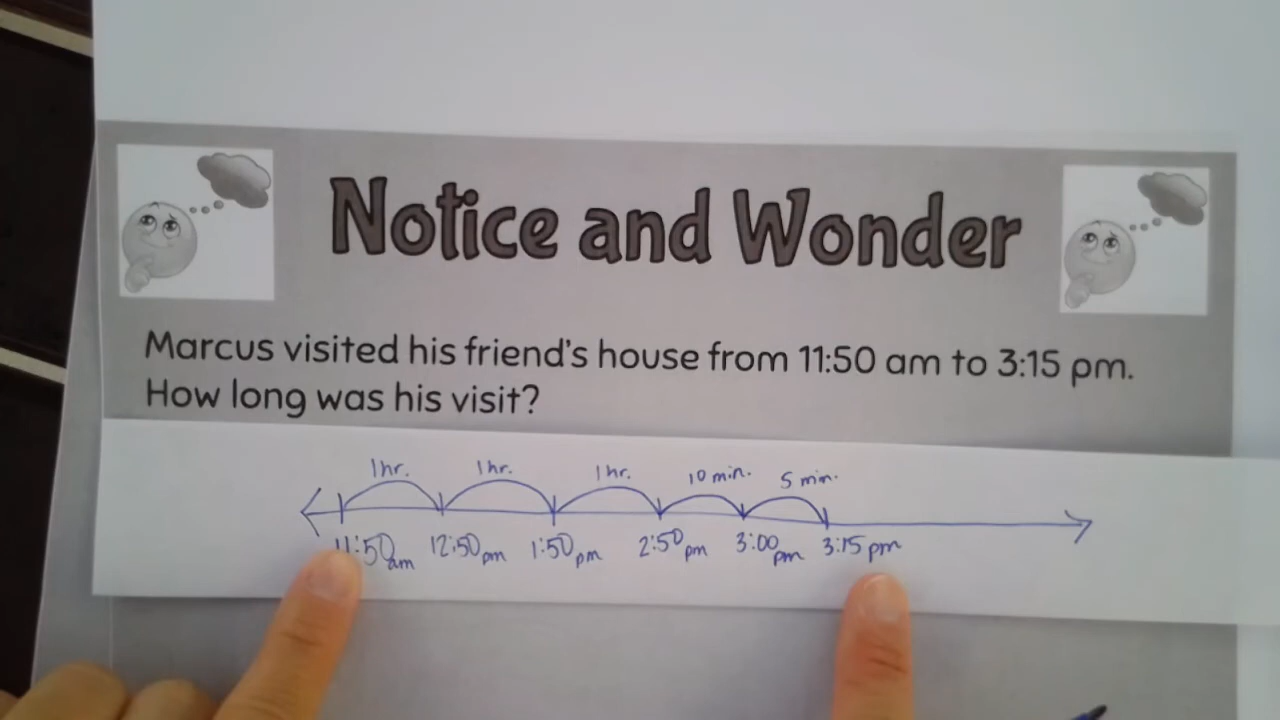 Notice and Wonder
Marcus visited his friend's house from 11:50 am to 3:15 pm.
How long was his visit?
1 hr. 1 hr. 1 hr. 10 min. 5 min.
11:50 am 12:50 pm 1:50 pm 2:50 pm 3:00 pm 3:15 pm